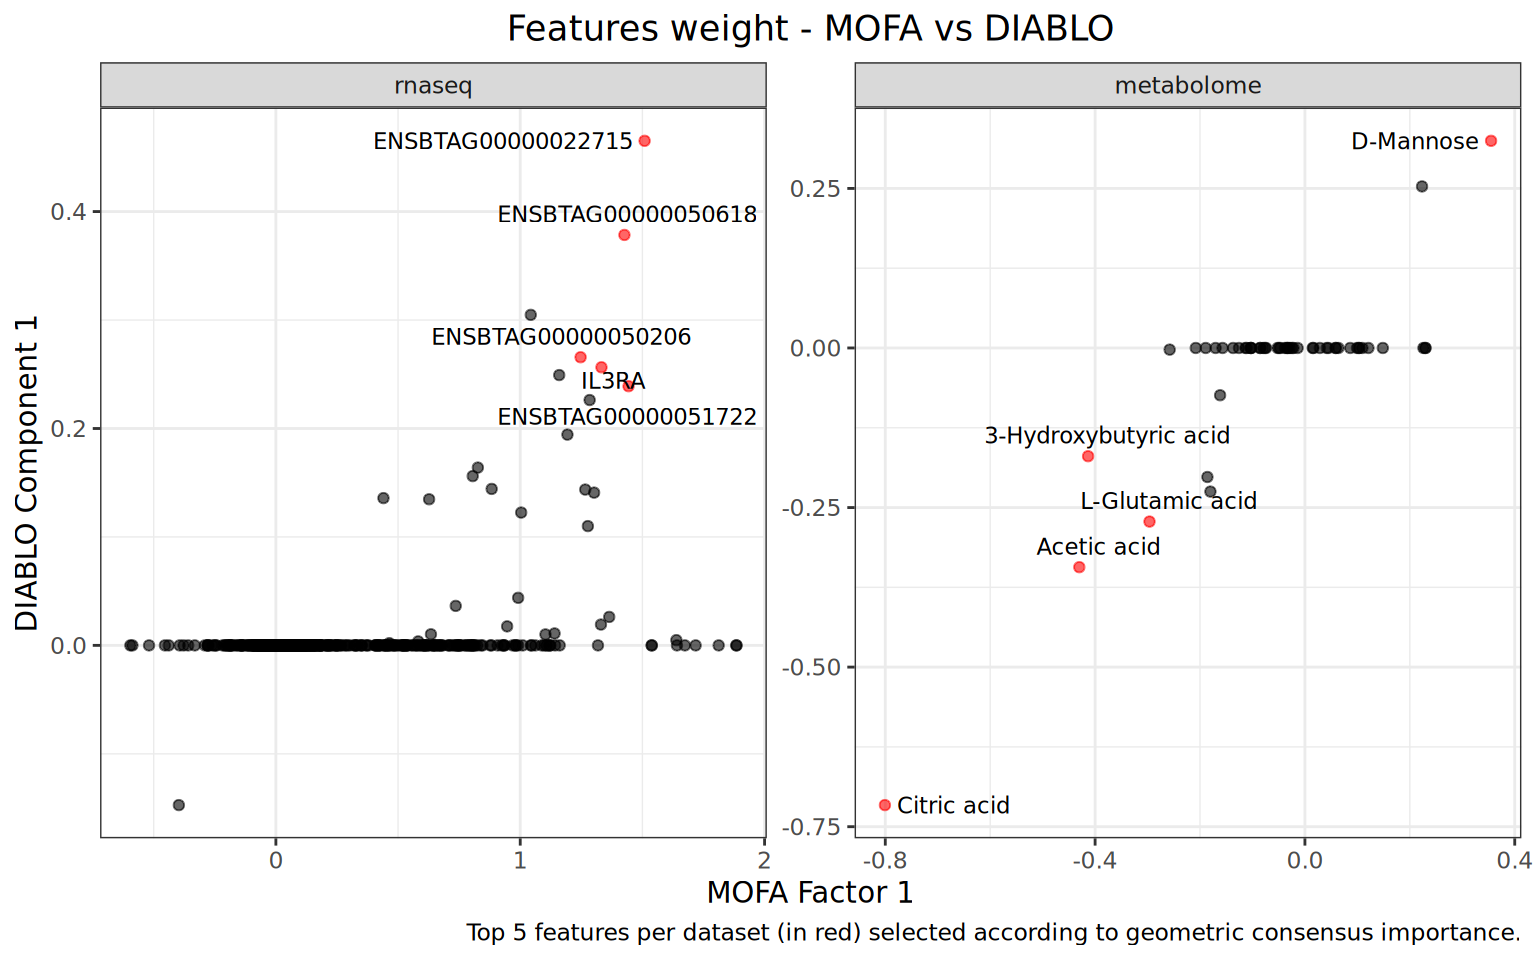 Features weight - MOFA vs DIABLO
rnaseq
metabolome
ENSBTAG00000022715
ENSBTAG00000050618
ENSBTAG00000050206
IL3RA
ENSBTAG00000051722
D-Mannose
3-Hydroxybutyric acid
L-Glutamic acid
Acetic acid
Citric acid
DIABLO Component 1
0.4
0.2
0.0
0.25
0.00
-0.25
-0.50
-0.75
0 1 2
-0.8 -0.4 0.0 0.4
MOFA Factor 1
Top 5 features per dataset (in red) selected according to geometric consensus importance.